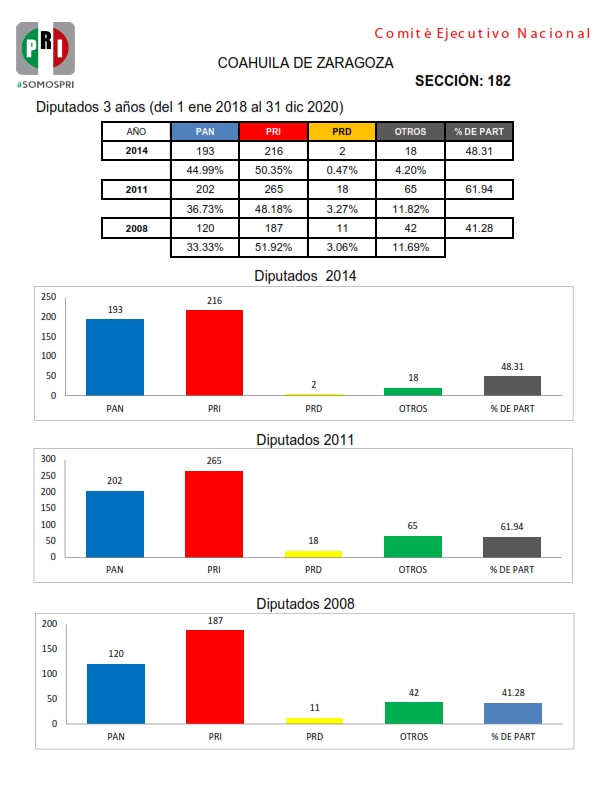 Comité Ejecutivo Nacional
PRI
#SOMOSPRI
COAHUILA DE ZARAGOZA
SECCIÓN: 182
Diputados 3 años (del 1 ene 2018 al 31 dic 2020)
AÑO PAN PRI PRD OTROS % DE PART
2014 193 216 2 18 48.31
44.99% 50.35% 0.47% 4.20%
2011 202 265 18 65 61.94
36.73% 48.18% 3.27% 11.82%
2008 120 187 11 42 41.28
33.33% 51.92% 3.06% 11.69%
Diputados 2014
250
200
150
100
50
0
193 216 2 18 48.31
PAN PRI PRD OTROS % DE PART
Diputados 2011
300
250
200
150
100
50
0
202 265 18 65 61.94
PAN PRI PRD OTROS % DE PART
Diputados 2008
200
150
100
50
0
120 187 11 42 41.28
PAN PRI PRD OTROS % DE PART